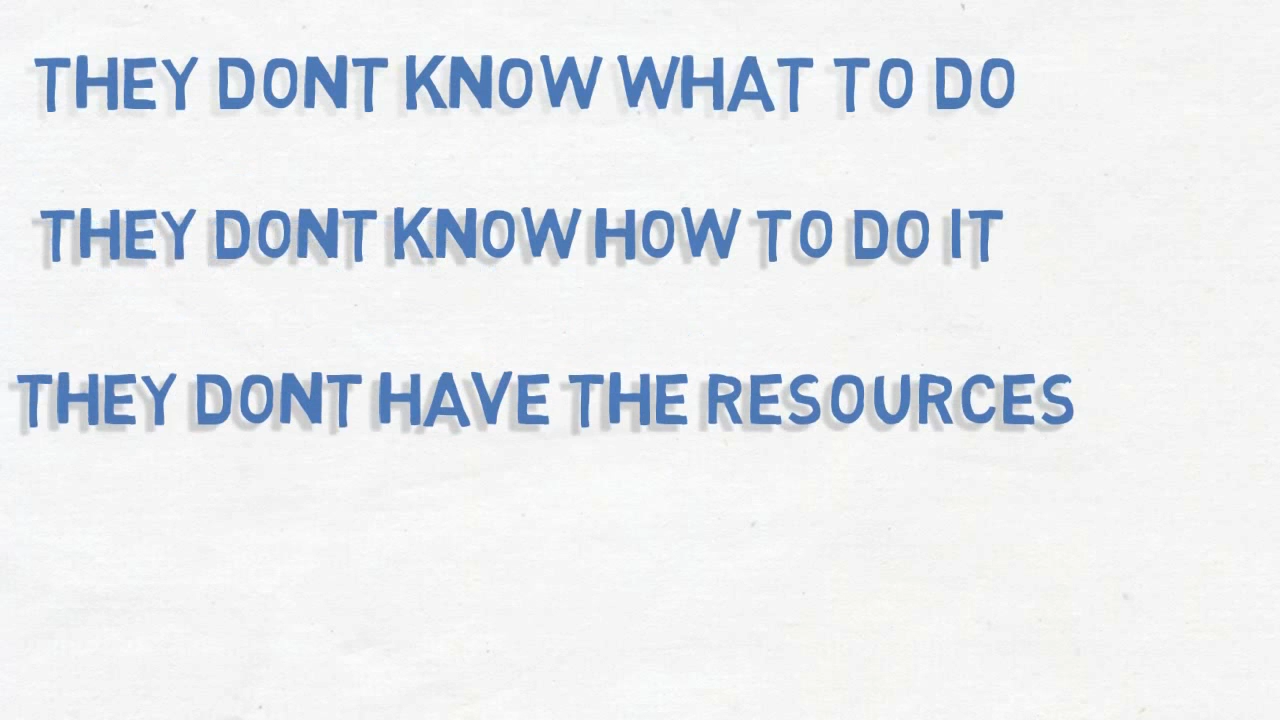 THEY DONT KNOW WHAT TO DO
THEY DONT KNOW HOW TO DO IT
THEY DONT HAVE THE RESOURCES